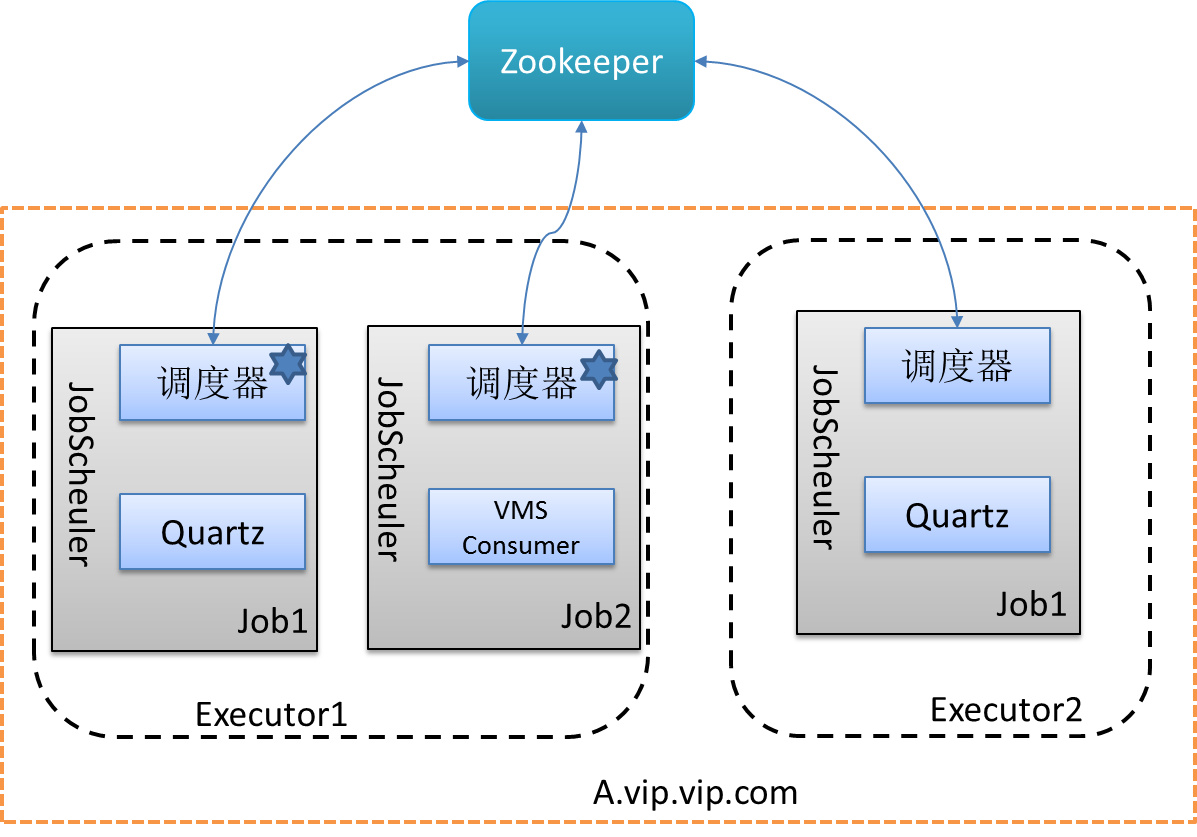 Zookeeper
JobScheuler
调度器
Quartz
Job1
JobScheuler
调度器
VMS
Consumer
Job2
Executor1
JobScheuler
调度器
Quartz
Job1
Executor2
A.vip.vip.com